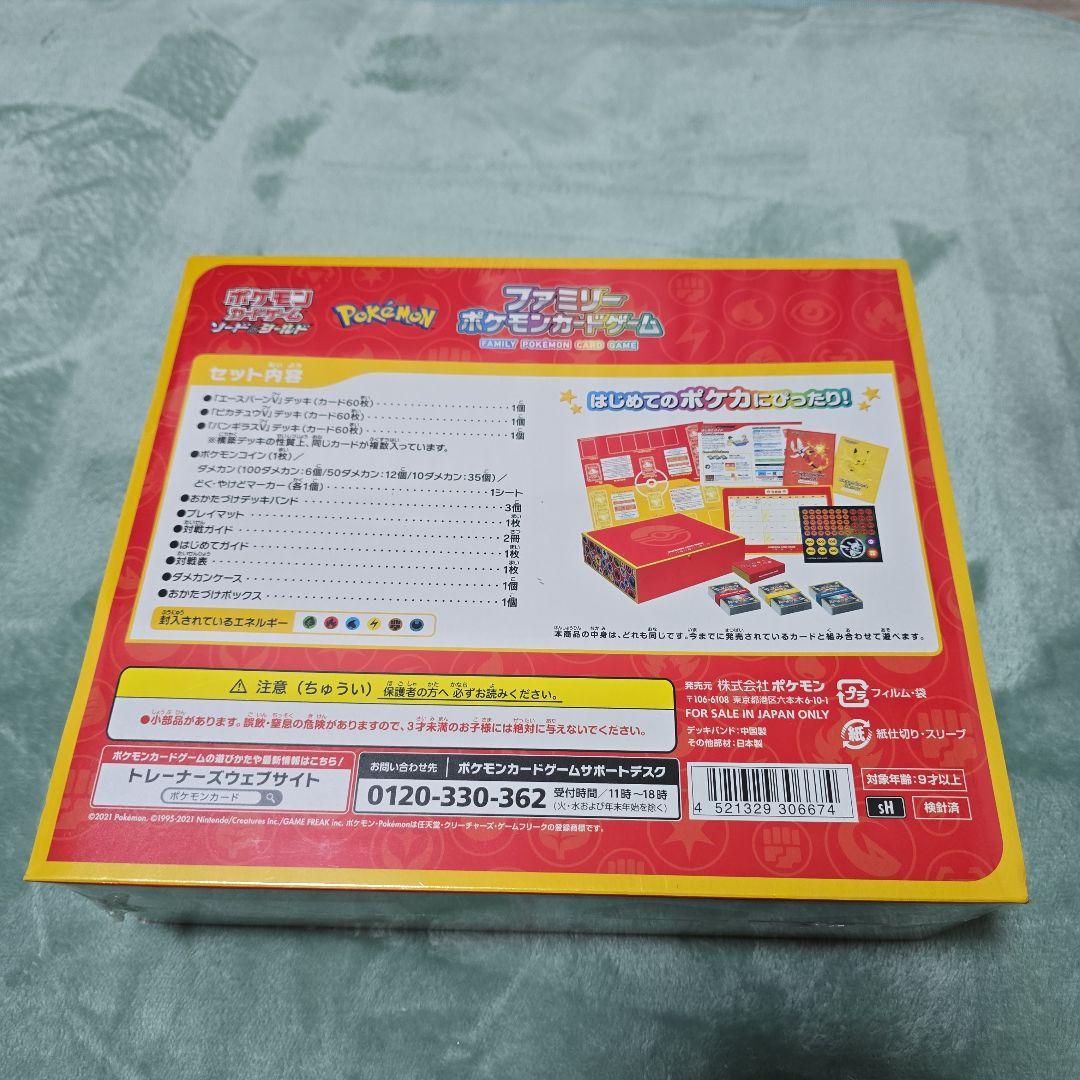 ポケモン
カードゲーム
ソード&シールド
POKéMON
ファミリー
ポケモンカードゲーム
FAMILY POKÉMON CARD GAME
セット内容
●「エースバーンV」デッキ(カード60枚) 1個
●「ピカチュウV」デッキ(カード60枚) 1個
●「バンギラスV」デッキ(カード60枚) 1個
※構築デッキの性質上、同じカードが複数入っています。
●ポケモンコイン(1枚)/
ダメカン(100ダメカン:6個/50ダメカン:12個/10ダメカン:35個)/
どく・やけどマーカー(各1個) 1シート
●おかたづけデッキバンド 3個
●プレイマット 1枚
●対戦ガイド 2冊
●はじめてガイド 1枚
●対戦表 1枚
●ダメカンケース 1個
●おかたづけボックス 1個
封入されているエネルギー
はじめてのポケカにぴったり!
本商品の中身は、どれも同じです。今までに発売されているカードと組み合わせて遊べます。
注意(ちゅうい) 保護者の方へ 必ずお読みください。
●小部品があります。誤飲・窒息の危険がありますので、3才未満のお子様には絶対に与えないでください。
ポケモンカードゲームの遊びかたや最新情報はこちら!
トレーナーズウェブサイト
ポケモンカード
お問い合わせ先 ポケモンカードゲームサポートデスク
0120-330-362 受付時間/11時〜18時
(火・水および年末年始を除く)
©2021 Pokémon. ©1995-2021 Nintendo/Creatures Inc./GAME FREAK inc. ポケモン・Pokémonは任天堂・クリーチャーズ・ゲームフリークの登録商標です。
発売元 株式会社ポケモン
〒106-6108 東京都港区六本木6-10-1
FOR SALE IN JAPAN ONLY
デッキバンド:中国製
その他部材:日本製
プラ フィルム・袋
紙 紙仕切り・スリーブ
4 521329 306674
対象年齢:9才以上
sH 検針済